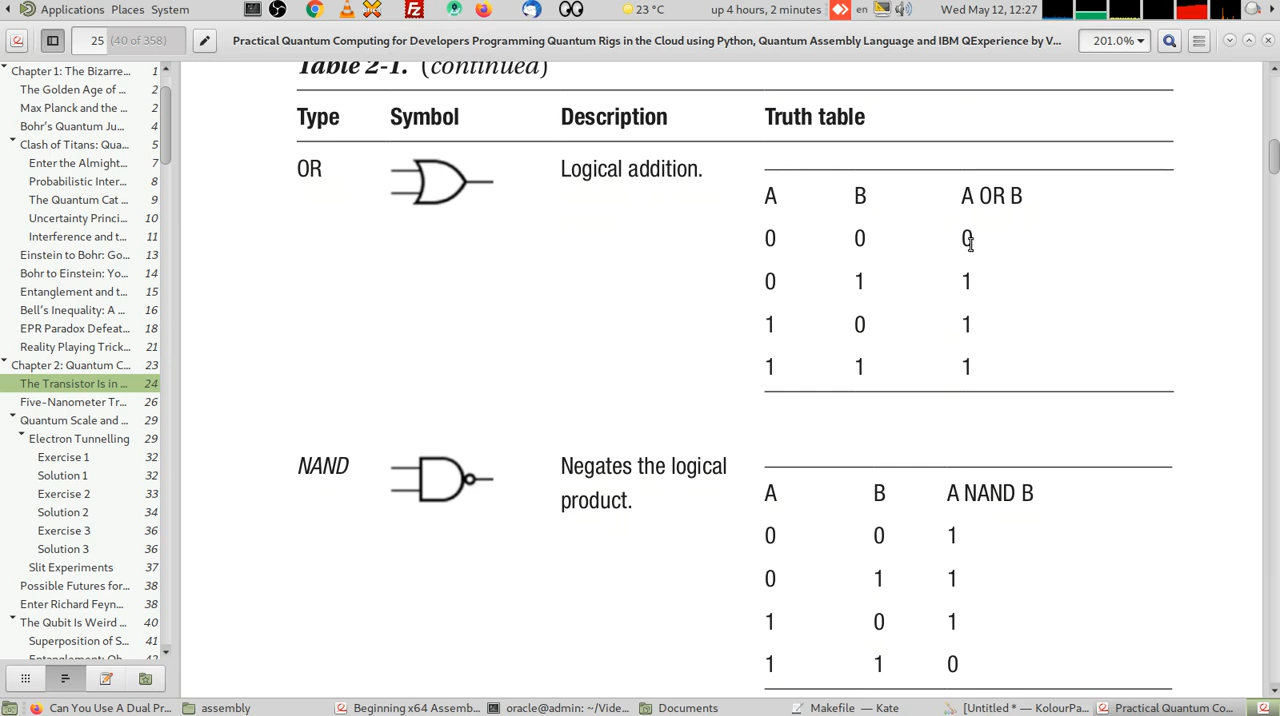 Applications Places System 23 °C up 4 hours, 2 minutes en Wed May 12, 12:27
25 (40 of 358) Practical Quantum Computing for Developers Programming Quantum Rigs in the Cloud using Python, Quantum Assembly Language and IBM QExperience by V... 201.0%
Chapter 1: The Bizarre... 1
The Golden Age of ... 2
Max Planck and the ... 2
Bohr's Quantum Ju... 4
Clash of Titans: Qua... 5
Enter the Almight... 7
Probabilistic Inter... 8
The Quantum Cat ... 9
Uncertainty Princi... 10
Interference and t... 11
Einstein to Bohr: Go... 13
Bohr to Einstein: Yo... 14
Entanglement and t... 15
Bell's Inequality: A ... 16
EPR Paradox Defeat... 18
Reality Playing Trick... 21
Chapter 2: Quantum C... 23
The Transistor Is in ... 24
Five-Nanometer Tr... 26
Quantum Scale and ... 29
Electron Tunnelling 29
Exercise 1 32
Solution 1 32
Exercise 2 33
Solution 2 34
Exercise 3 36
Solution 3 36
Slit Experiments 37
Possible Futures for... 38
Enter Richard Feyn... 38
The Qubit Is Weird ... 40
Superposition of S... 41
Entanglement: Ob... 42
Table 2-1. (continued)
Type Symbol Description Truth table
OR Logical addition.
A B A OR B
0 0 0
0 1 1
1 0 1
1 1 1
NAND Negates the logical
product.
A B A NAND B
0 0 1
0 1 1
1 0 1
1 1 0
Can You Use A Dual Pr... assembly Beginning x64 Assemb... oracle@admin: ~/Vide... Documents Makefile — Kate [Untitled * — KolourPa... Practical Quantum Co...